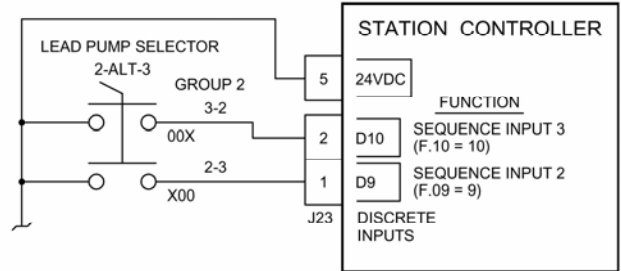 STATION CONTROLLER
LEAD PUMP SELECTOR
2-ALT-3
GROUP 2
5
24VDC
FUNCTION
3-2
00X
2
D10
SEQUENCE INPUT 3
(F.10 = 10)
2-3
X00
1
D9
SEQUENCE INPUT 2
(F.09 = 9)
J23
DISCRETE
INPUTS